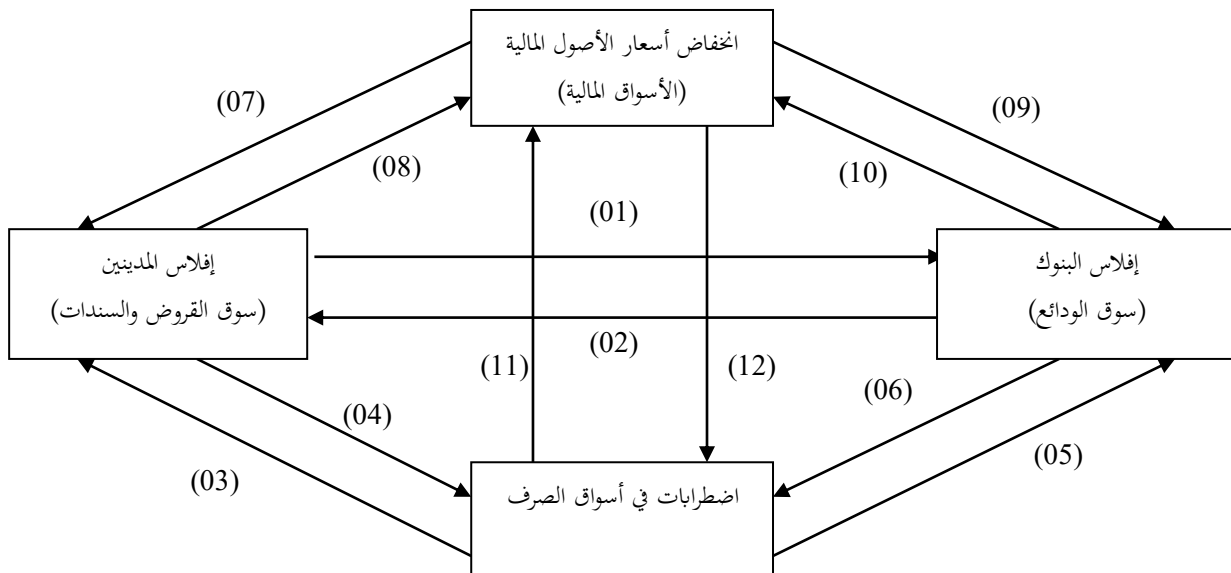 انخفاض أسعار الأصول المالية
(الأسواق المالية)
(07)
(09)
(08)
(10)
(01)
إفلاس المدينين
(سوق القروض والسندات)
إفلاس البنوك
(سوق الودائع)
(02)
(11)
(12)
(04)
(06)
(03)
(05)
اضطرابات في أسواق الصرف